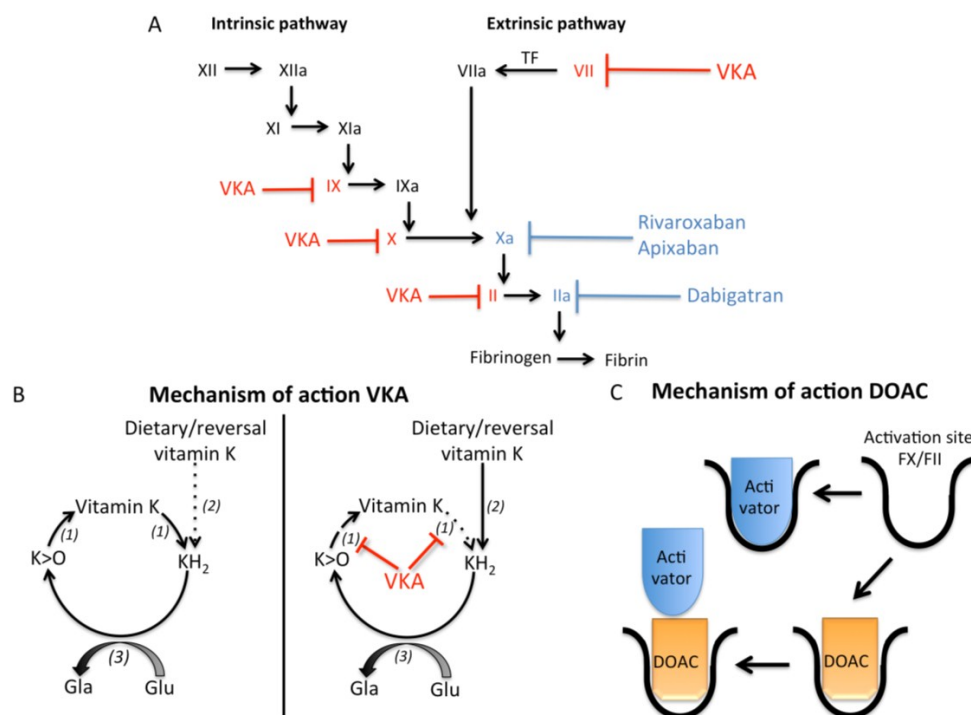 A
Intrinsic pathway
Extrinsic pathway
XII
XIIa
VIIa
TF
VII
VKA
XI
XIa
VKA
IX
IXa
VKA
X
Xa
Rivaroxaban
Apixaban
VKA
II
IIa
Dabigatran
Fibrinogen
Fibrin
B
Mechanism of action VKA
Dietary/reversal
vitamin K
Vitamin K
(1)
(1)
(2)
K>O
KH2
(3)
Gla
Glu
Dietary/reversal
vitamin K
Vitamin K
(1)
(1)
(2)
K>O
VKA
KH2
(3)
Gla
Glu
C
Mechanism of action DOAC
Activation site
FX/FII
Acti
vator
Acti
vator
DOAC
DOAC